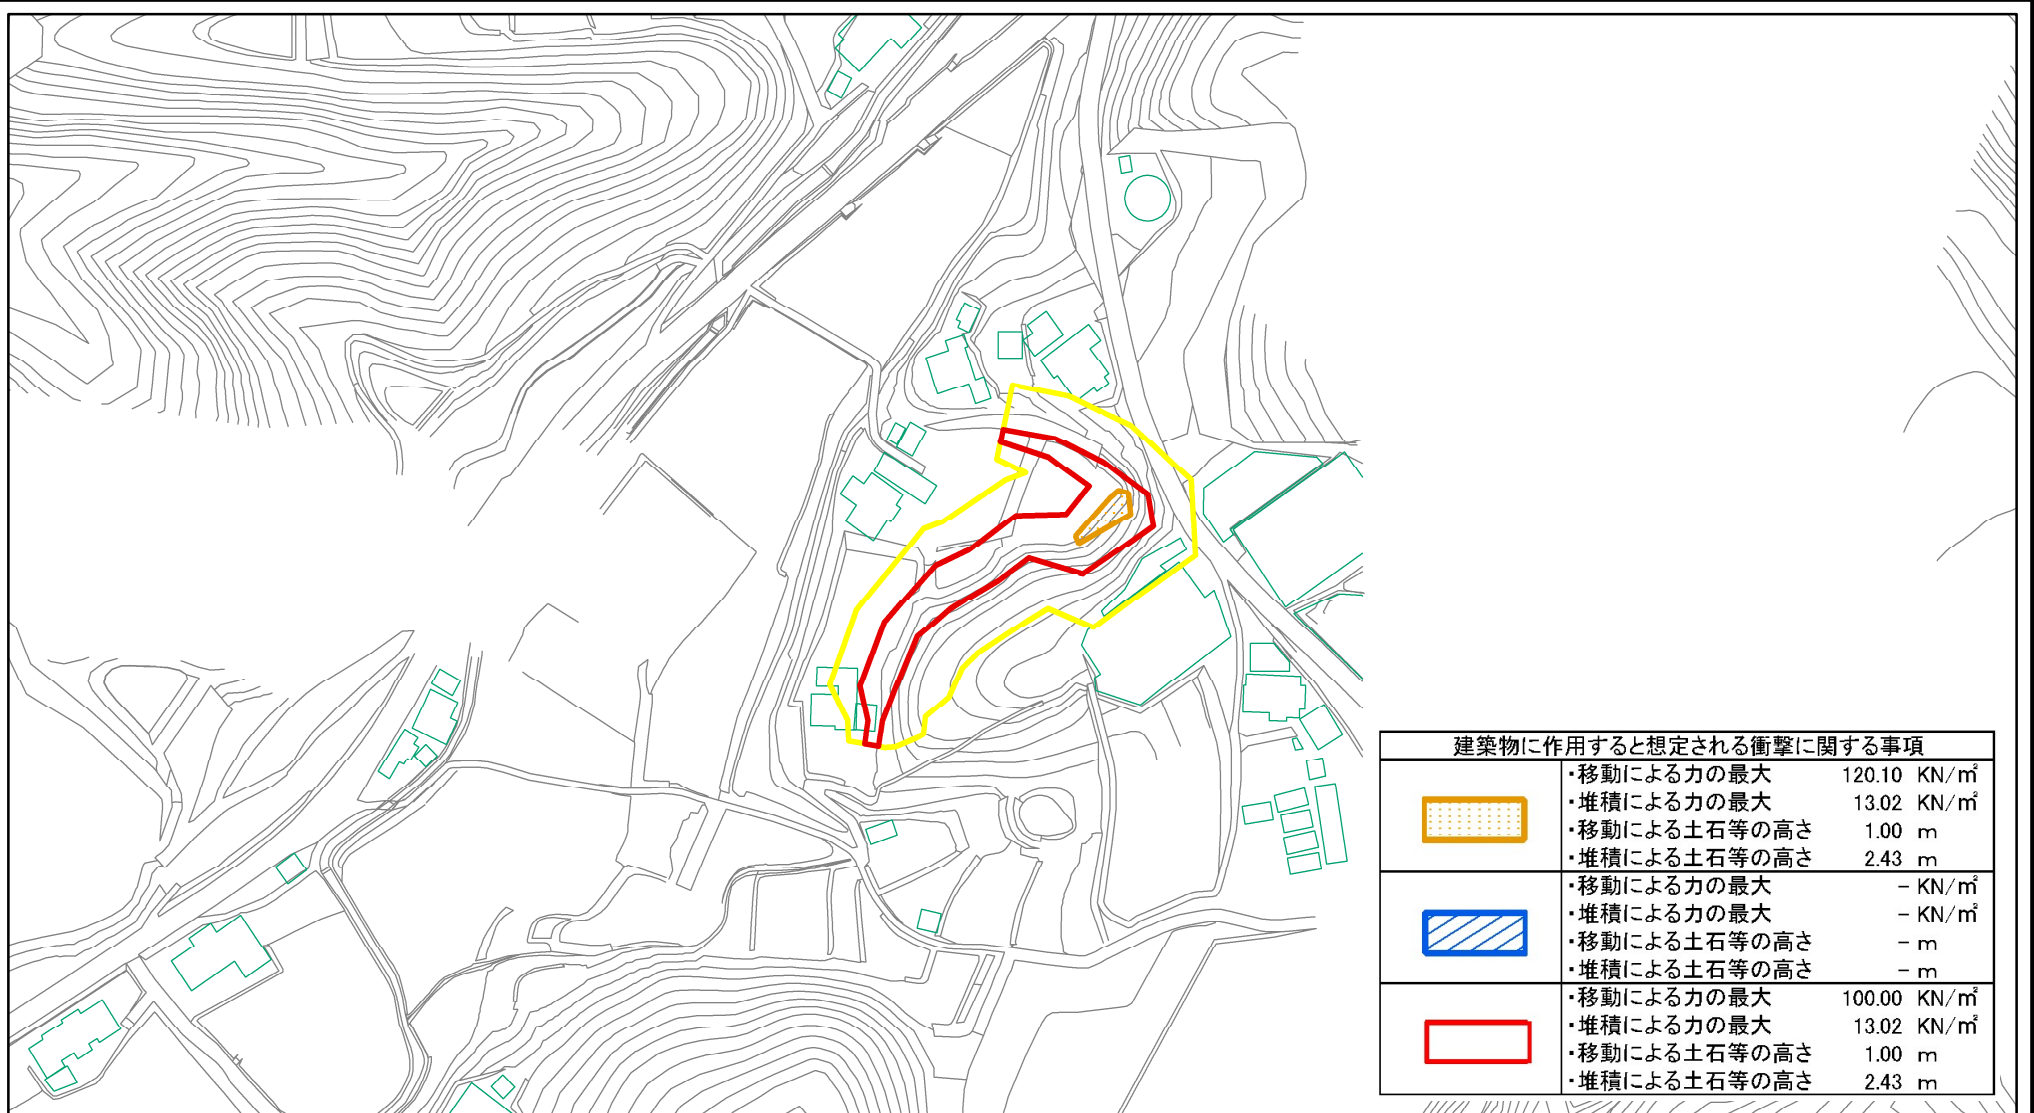 建築物に作用すると想定される衝撃に関する事項
・移動による力の最大 120.10 KN/㎡
・堆積による力の最大 13.02 KN/㎡
・移動による土石等の高さ 1.00 m
・堆積による土石等の高さ 2.43 m
・移動による力の最大 - KN/㎡
・堆積による力の最大 - KN/㎡
・移動による土石等の高さ - m
・堆積による土石等の高さ - m
・移動による力の最大 100.00 KN/㎡
・堆積による力の最大 13.02 KN/㎡
・移動による土石等の高さ 1.00 m
・堆積による土石等の高さ 2.43 m